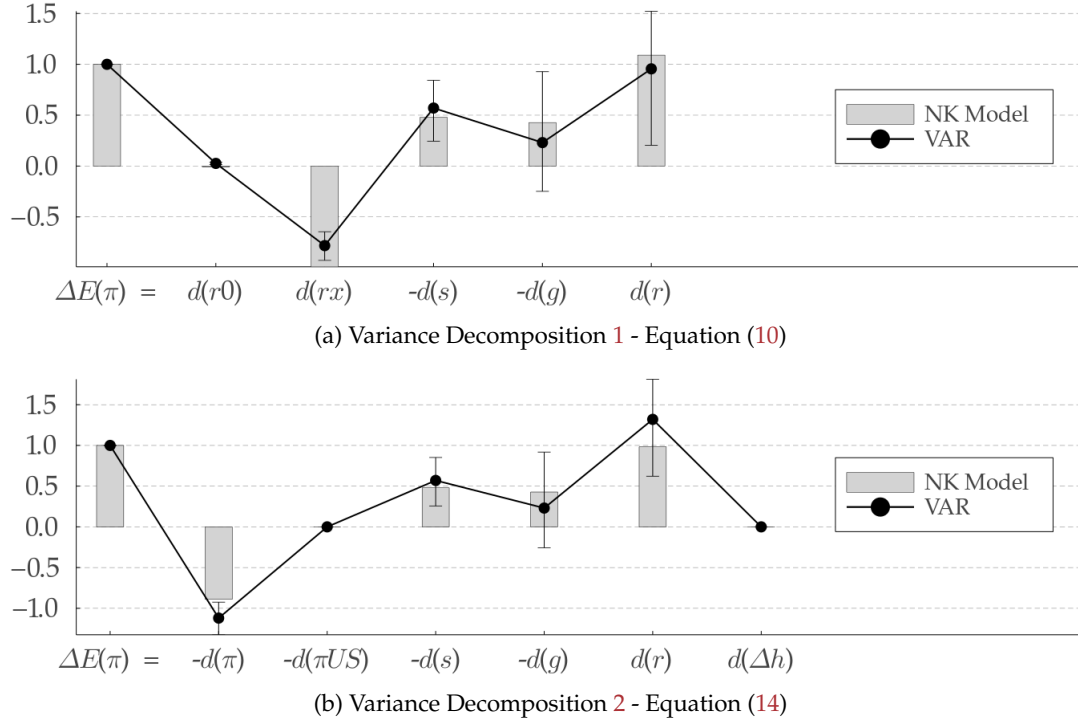 1.5
1.0
0.5
0.0
−0.5
NK Model
VAR
ΔE(π) = d(r0) d(rx) -d(s) -d(g) d(r)
(a) Variance Decomposition 1 - Equation (10)
1.5
1.0
0.5
0.0
−0.5
−1.0
NK Model
VAR
ΔE(π) = -d(π) -d(πUS) -d(s) -d(g) d(r) d(Δh)
(b) Variance Decomposition 2 - Equation (14)